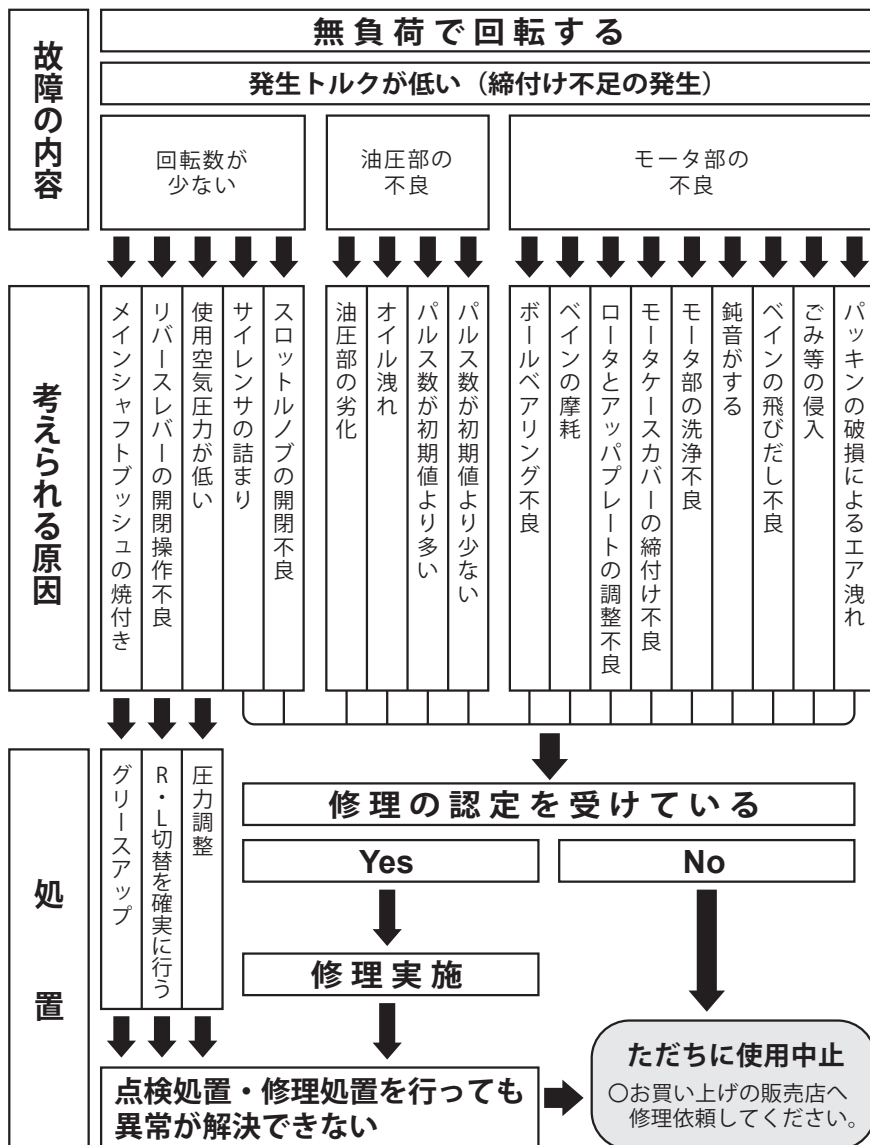 故障の内容
無負荷で回転する
発生トルクが低い（締付け不足の発生）
回転数が
少ない
油圧部の
不良
モータ部の
不良
考えられる原因
メインシャフトブッシュの焼付き
リバースレバーの開閉操作不良
使用空気圧力が低い
サイレンサの詰まり
スロットルノブの開閉不良
油圧部の劣化
オイル洩れ
パルス数が初期値より多い
パルス数が初期値より少ない
ボールベアリング不良
ベインの摩耗
ロータとアッパプレートの調整不良
モータケースカバーの締付け不良
モータ部の洗浄不良
鈍音がする
ベインの飛びだし不良
ごみ等の侵入
パッキンの破損によるエア洩れ
処置
グリースアップ
R・L切替を確実に行う
圧力調整
修理の認定を受けている
Yes
No
修理実施
点検処置・修理処置を行っても
異常が解決できない
ただちに使用中止
〇お買い上げの販売店へ
修理依頼してください。